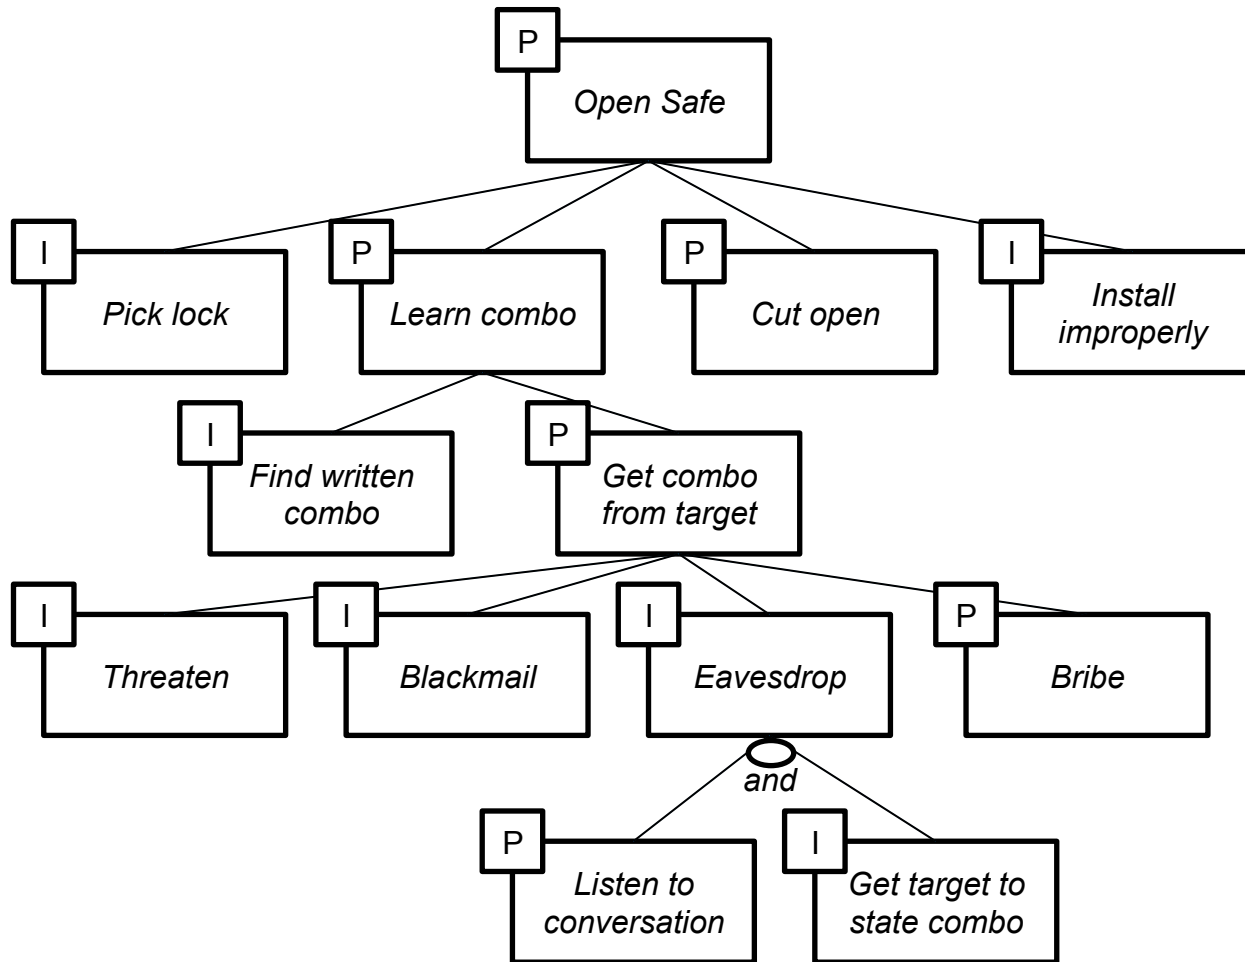 P
Open Safe
I
P
P
I
Pick lock
Learn combo
Cut open
Install
improperly
I
P
Find written
combo
Get combo
from target
I
I
I
P
Threaten
Blackmail
Eavesdrop
Bribe
and
P
I
Listen to
conversation
Get target to
state combo